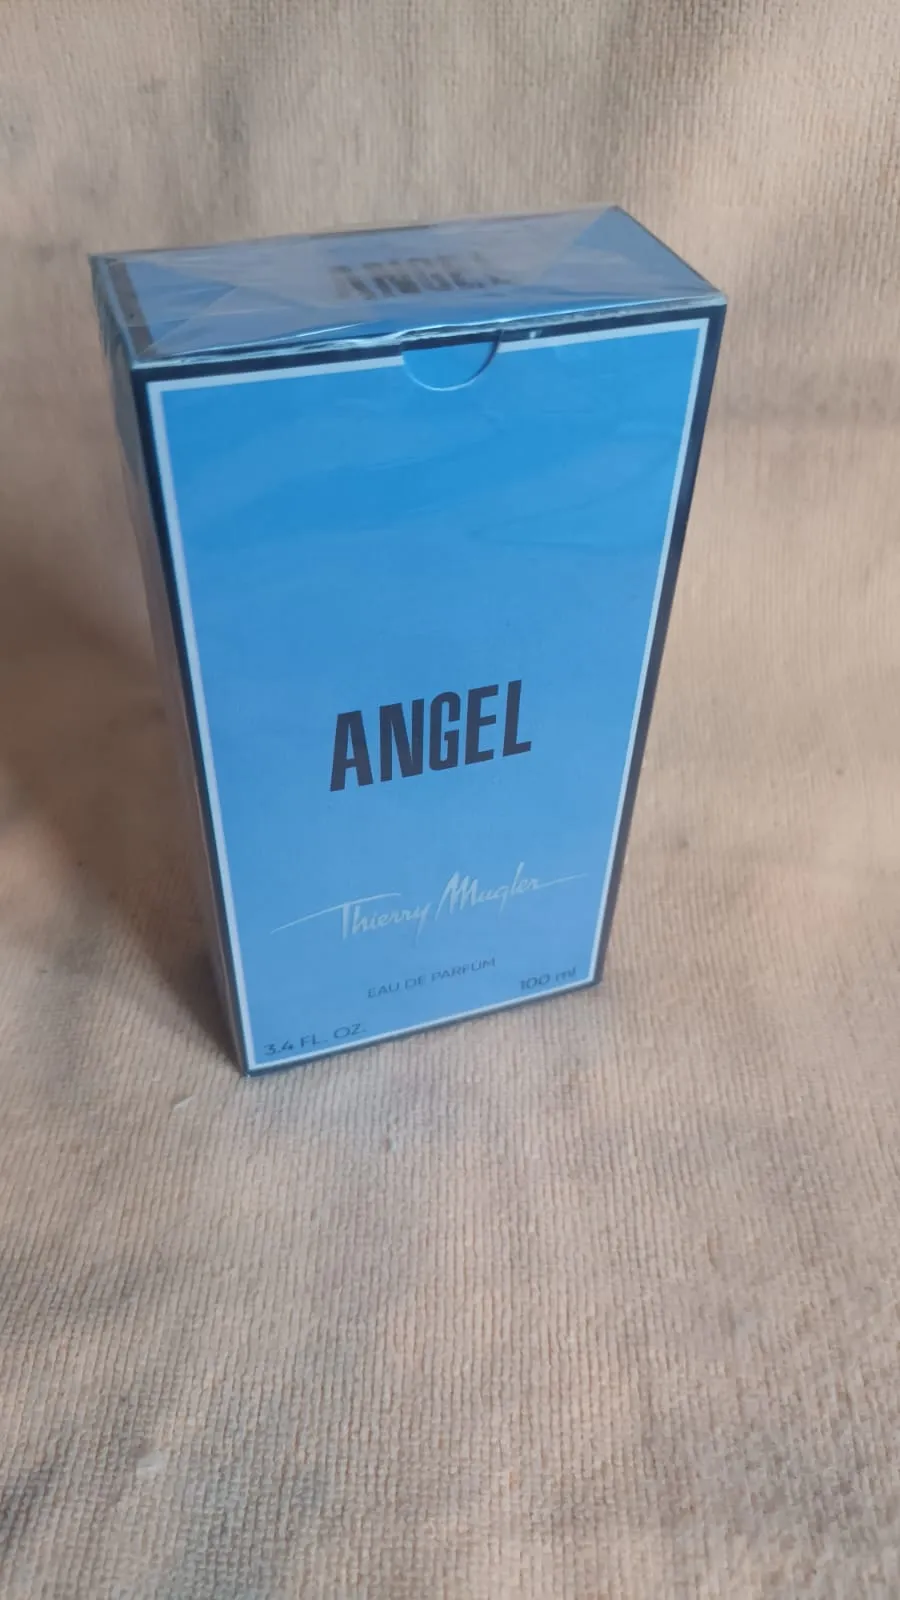 ANGEL
ANGEL
Thierry Mugler
EAU DE PARFUM
3.4 FL. OZ.
100 ml